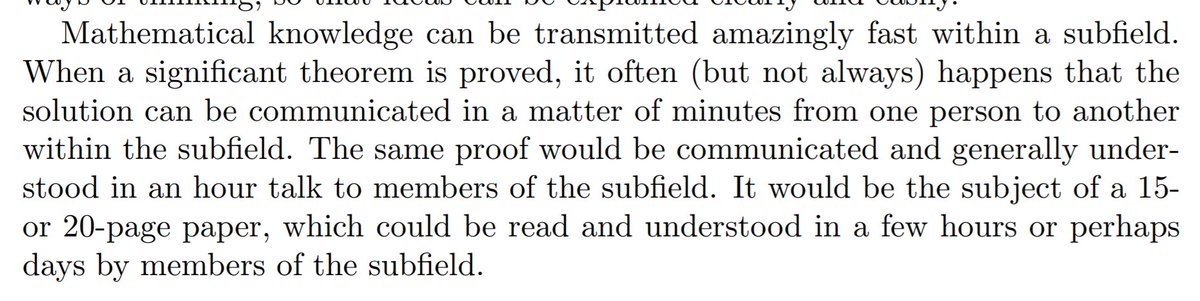 Mathematical knowledge can be transmitted amazingly fast within a subfield.
When a significant theorem is proved, it often (but not always) happens that the
solution can be communicated in a matter of minutes from one person to another
within the subfield. The same proof would be communicated and generally under-
stood in an hour talk to members of the subfield. It would be the subject of a 15-
or 20-page paper, which could be read and understood in a few hours or perhaps
days by members of the subfield.